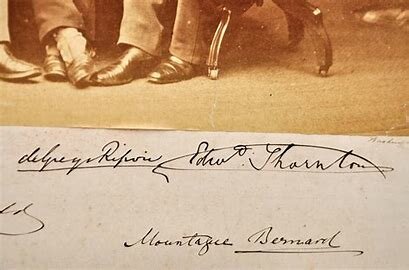 de Grey & Ripon Edwd. Thornton
Mountague Bernard